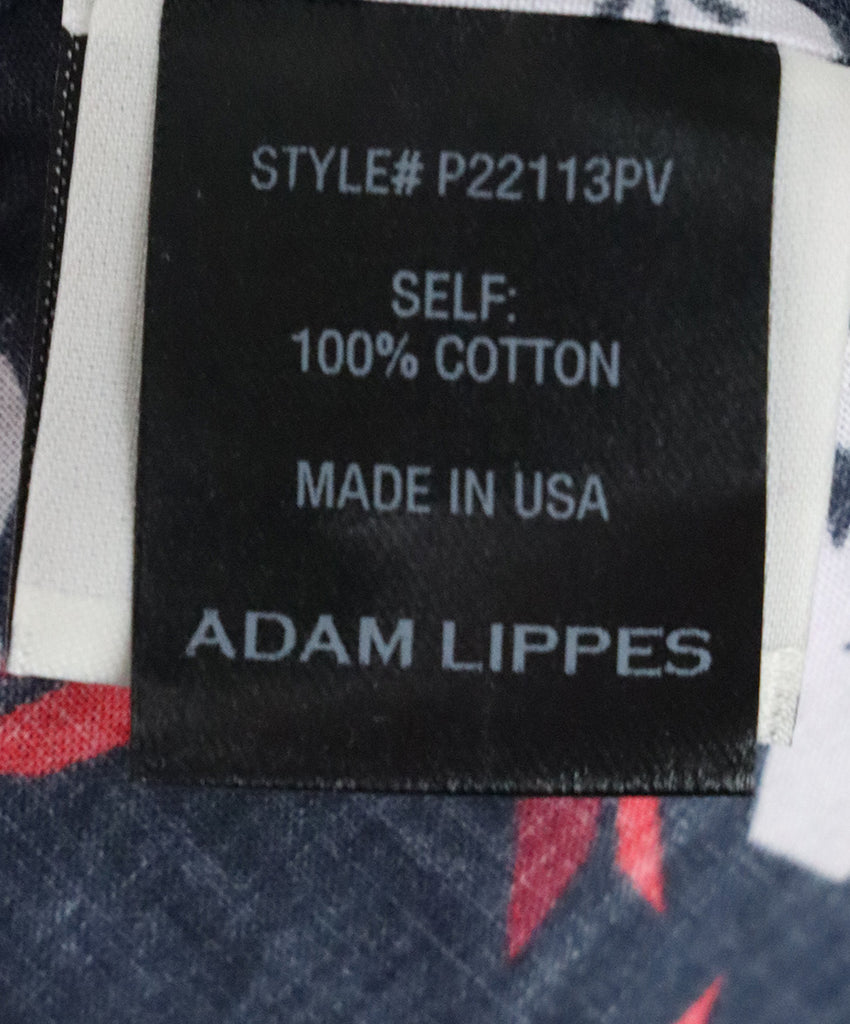 STYLE# P22113PV
SELF:
100% COTTON
MADE IN USA
ADAM LIPPES